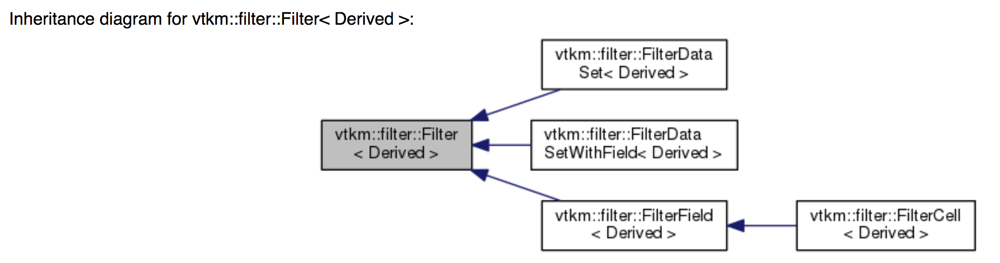 Inheritance diagram for vtkm::filter::Filter< Derived >:
vtkm::filter::FilterData
Set< Derived >
vtkm::filter::Filter
< Derived >
vtkm::filter::FilterData
SetWithField< Derived >
vtkm::filter::FilterField
< Derived >
vtkm::filter::FilterCell
< Derived >